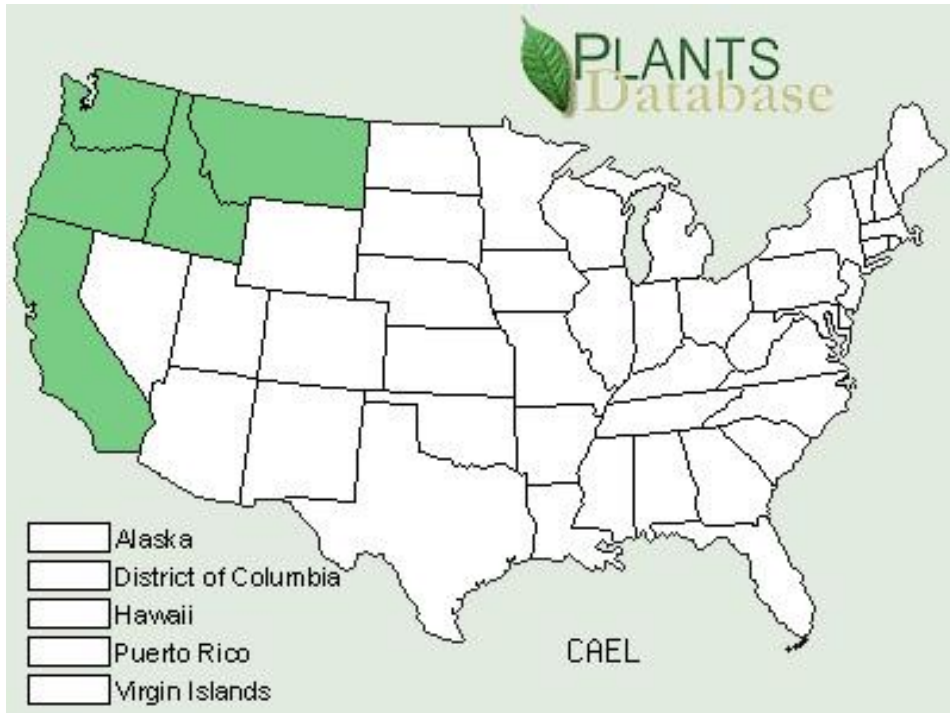 PLANTS
Database
Alaska
District of Columbia
Hawaii
Puerto Rico
Virgin Islands
CAEL